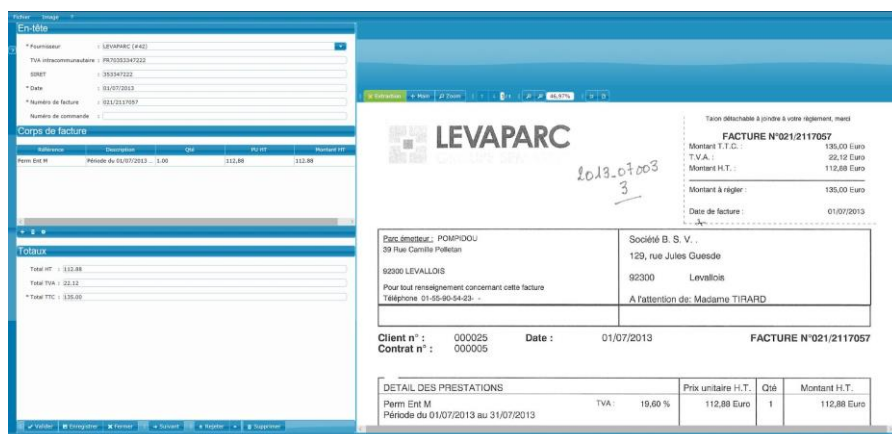 Fichier Image ?
En-tête
* Fournisseur : LEVAPARC (#42)
TVA intracommunautaire : FR70353347222
SIRET : 353347222
* Date : 01/07/2013
* Numéro de facture : 021/2117057
Numéro de commande :
Corps de facture
Référence Description Qté PU HT Montant HT
Perm Ent M Période du 01/07/2013 ... 1.00 112,88 112.88
Totaux
Total HT : 112.88
Total TVA : 22.12
* Total TTC : 135.00
Valider Enregistrer Fermer Suivant Rejeter Supprimer
Extraction Main Zoom 46,97%
LEVAPARC
2013_07003
3
Talon détachable à joindre à votre règlement, merci
FACTURE N°021/2117057
Montant T.T.C. : 135,00 Euro
T.V.A. : 22,12 Euro
Montant H.T. : 112,88 Euro
Montant à régler : 135,00 Euro
Date de facture : 01/07/2013
Parc émetteur : POMPIDOU
39 Rue Camille Pelletan
92300 LEVALLOIS
Pour tout renseignement concernant cette facture
Téléphone 01-55-90-54-23- -
Société B. S. V. .
129, rue Jules Guesde
92300 Levallois
A l'attention de: Madame TIRARD
Client n° : 000025 Date : 01/07/2013 FACTURE N°021/2117057
Contrat n° : 000005
DETAIL DES PRESTATIONS Prix unitaire H.T. Qté Montant H.T.
Perm Ent M TVA : 19,60 % 112,88 Euro 1 112,88 Euro
Période du 01/07/2013 au 31/07/2013